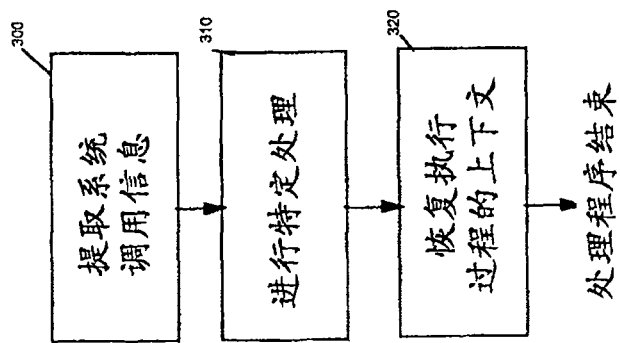 300
提取系统
调用信息
310
进行特定处理
320
恢复执行
过程的上下文
处理程序结束